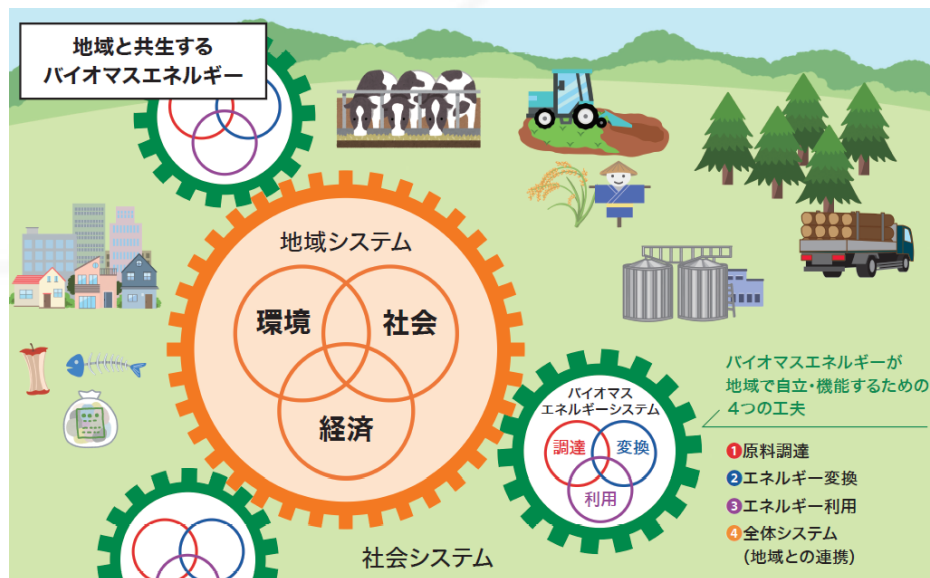 地域と共生する
バイオマスエネルギー
地域システム
環境
社会
経済
バイオマス
エネルギーシステム
調達
変換
利用
バイオマスエネルギーが
地域で自立・機能するための
4つの工夫
❶原料調達
❷エネルギー変換
❸エネルギー利用
❹全体システム
(地域との連携)
社会システム